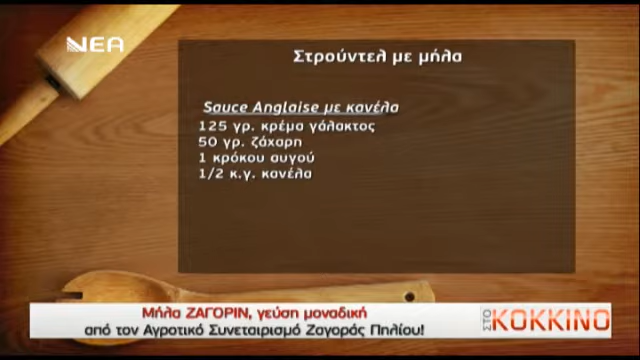 ΝΕΑ
Στρούντελ με μήλα
Sauce Anglaise με κανέλα
125 γρ. κρέμα γάλακτος
50 γρ. ζάχαρη
1 κρόκου αυγού
1/2 κ.γ. κανέλα
Μήλα ΖΑΓΟΡΙΝ, γεύση μοναδική
από τον Αγροτικό Συνεταιρισμό Ζαγοράς Πηλίου!
ΣΤΟ ΚΟΚΚΙΝΟ